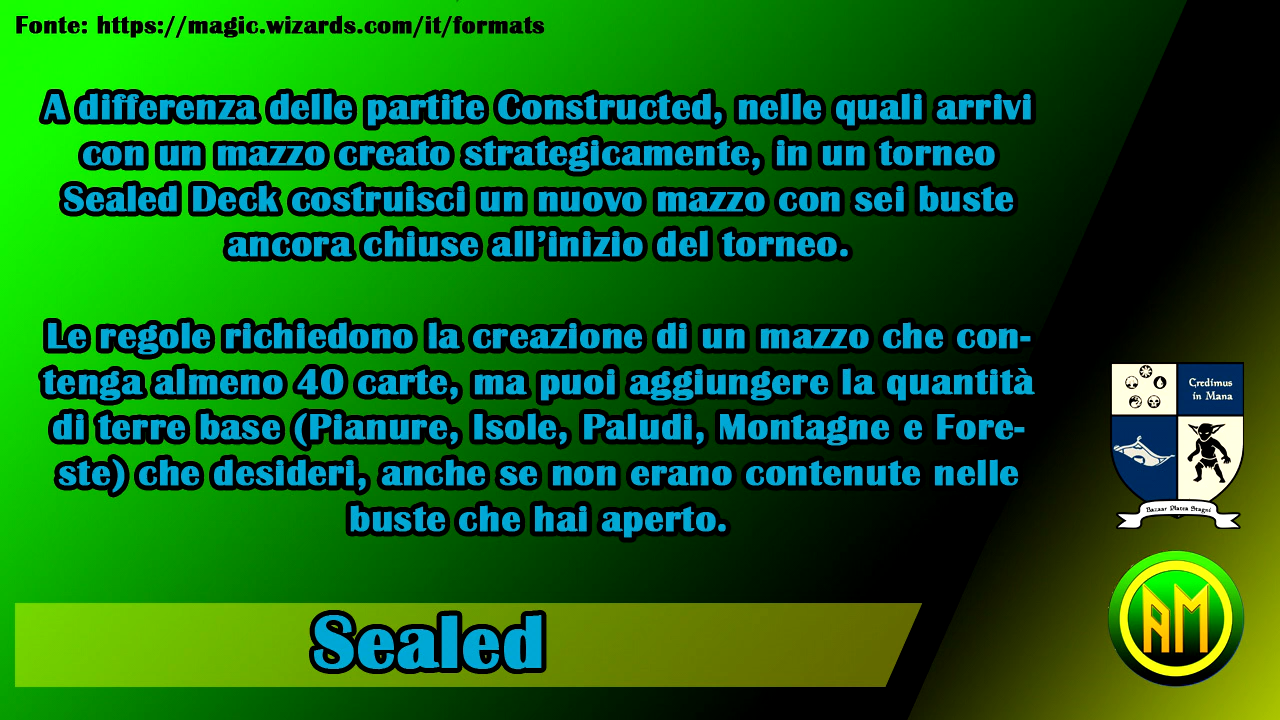 Fonte: https://magic.wizards.com/it/formats
A differenza delle partite Constructed, nelle quali arrivi
con un mazzo creato strategicamente, in un torneo
Sealed Deck costruisci un nuovo mazzo con sei buste
ancora chiuse all’inizio del torneo.
Le regole richiedono la creazione di un mazzo che con-
tenga almeno 40 carte, ma puoi aggiungere la quantità
di terre base (Pianure, Isole, Paludi, Montagne e Fore-
ste) che desideri, anche se non erano contenute nelle
buste che hai aperto.
Credimus
in Mana
Bazaar Platea Stagni
AM
Sealed